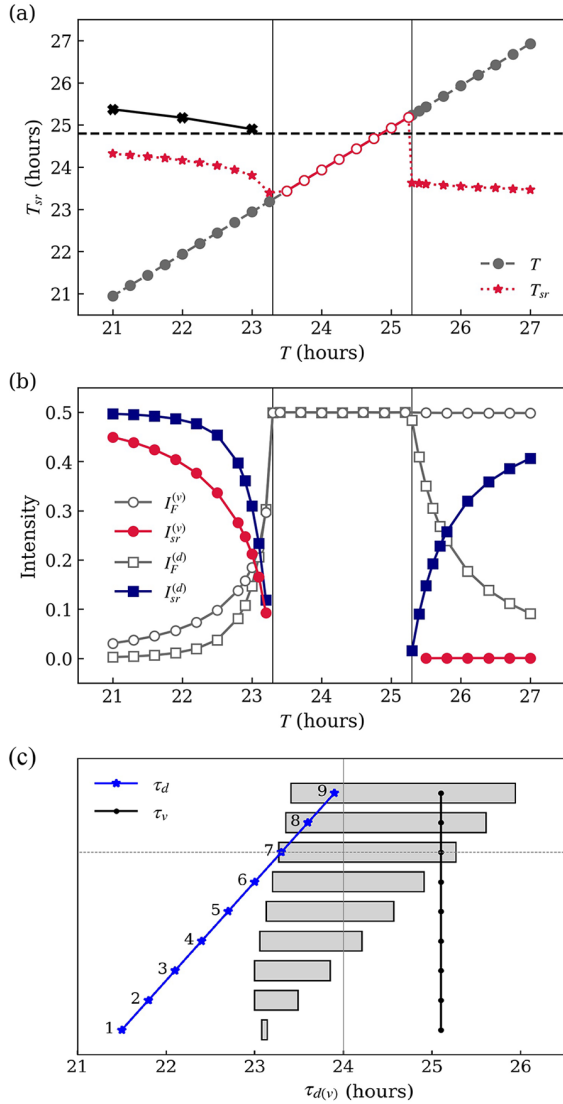 (a)
27
26
25
24
23
22
21
T_sr (hours)
T
T_sr
21 22 23 24 25 26 27
T (hours)
(b)
0.5
0.4
0.3
0.2
0.1
0.0
Intensity
I_F^(v)
I_sr^(v)
I_F^(d)
I_sr^(d)
21 22 23 24 25 26 27
T (hours)
(c)
τ_d
τ_v
9
8
7
6
5
4
3
2
1
21 22 23 24 25 26
τ_d(v) (hours)